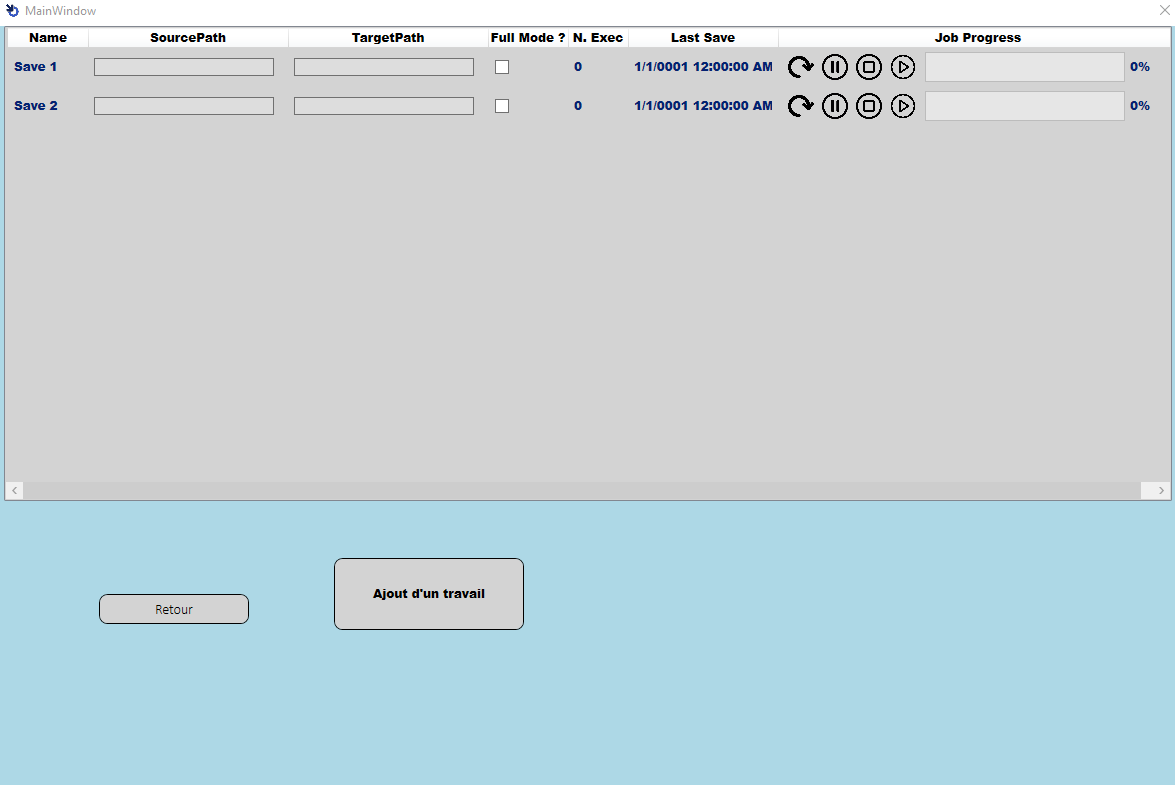 MainWindow
Name SourcePath TargetPath Full Mode ? N. Exec Last Save Job Progress
Save 1 0 1/1/0001 12:00:00 AM 0%
Save 2 0 1/1/0001 12:00:00 AM 0%
Ajout d'un travail
Retour